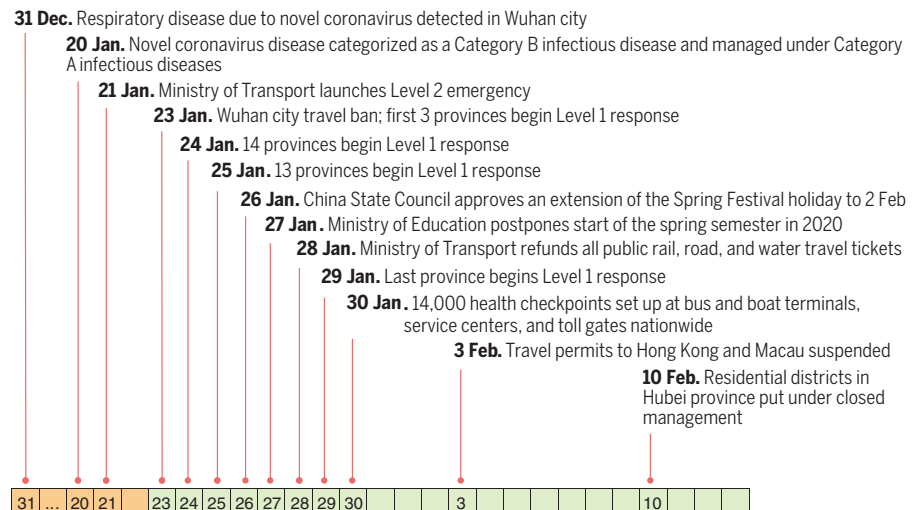 31 Dec. Respiratory disease due to novel coronavirus detected in Wuhan city
20 Jan. Novel coronavirus disease categorized as a Category B infectious disease and managed under Category
A infectious diseases
21 Jan. Ministry of Transport launches Level 2 emergency
23 Jan. Wuhan city travel ban; first 3 provinces begin Level 1 response
24 Jan. 14 provinces begin Level 1 response
25 Jan. 13 provinces begin Level 1 response
26 Jan. China State Council approves an extension of the Spring Festival holiday to 2 Feb
27 Jan. Ministry of Education postpones start of the spring semester in 2020
28 Jan. Ministry of Transport refunds all public rail, road, and water travel tickets
29 Jan. Last province begins Level 1 response
30 Jan. 14,000 health checkpoints set up at bus and boat terminals,
service centers, and toll gates nationwide
3 Feb. Travel permits to Hong Kong and Macau suspended
10 Feb. Residential districts in
Hubei province put under closed
management
31 ... 20 21 23 24 25 26 27 28 29 30 3 10